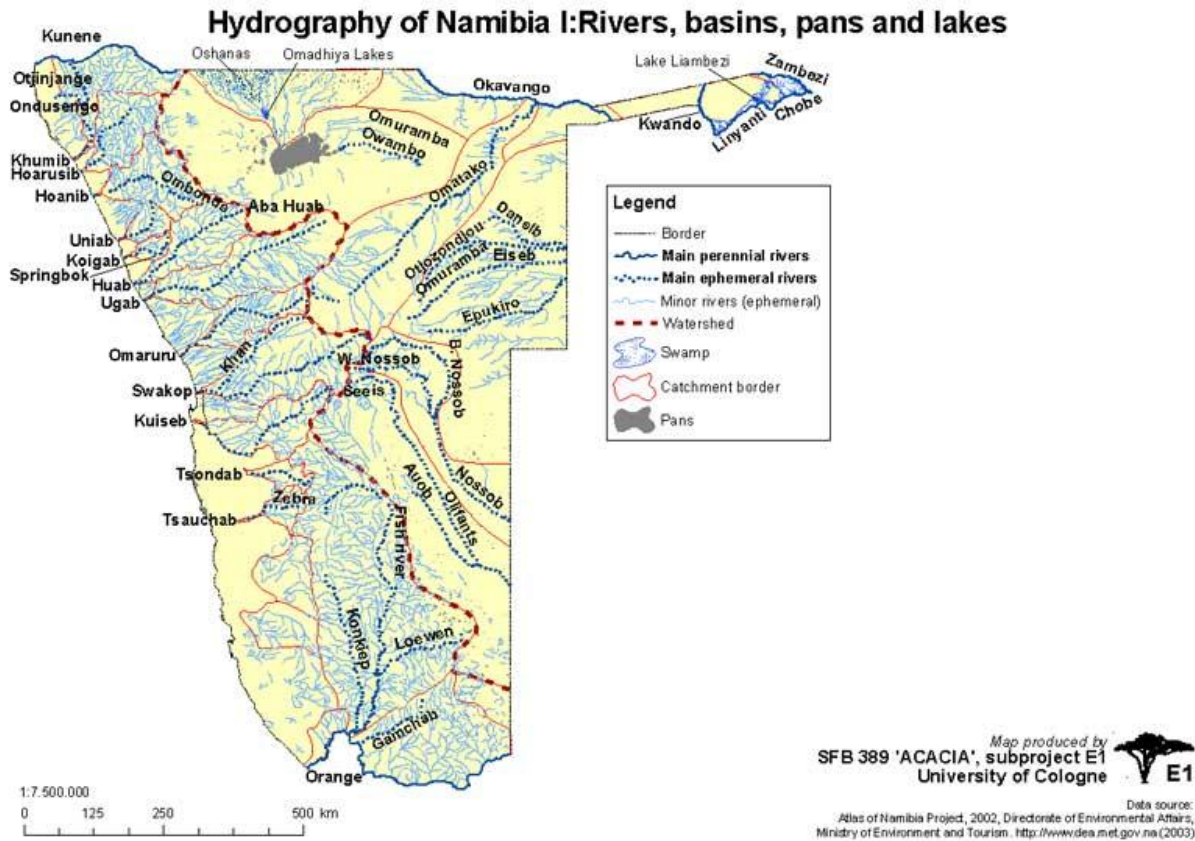 Hydrography of Namibia I:Rivers, basins, pans and lakes
Kunene
Oshanas
Omadhiya Lakes
Lake Liambezi
Zambezi
Otjinjange
Okavango
Ondusengo
Chobe
Kwando
Linyanti
Omuramba
Owambo
Khumib
Hoarusib
Hoanib
Ombonde
Omatako
Aba Huab
Dansib
Uniab
Otjozondjou
Koigab
Eiseb
Omuramba
Springbok
Huab
Ugab
Epukiro
Omaruru
Khan
W. Nossob
B. Nossob
Swakop
Seeis
Kuiseb
Tsondab
Auob
Nossob
Zebra
Olifants
Tsauchab
Fish river
Konkiep
Loewen
Gamchab
Orange
Legend
Border
Main perennial rivers
Main ephemeral rivers
Minor rivers (ephemeral)
Watershed
Swamp
Catchment border
Pans
1:7.500.000
0 125 250 500 km
Map produced by
SFB 389 'ACACIA', subproject E1
University of Cologne
E1
Data source:
Atlas of Namibia Project, 2002, Directorate of Environmental Affairs,
Ministry of Environment and Tourism. http://www.dea.met.gov.na (2003)